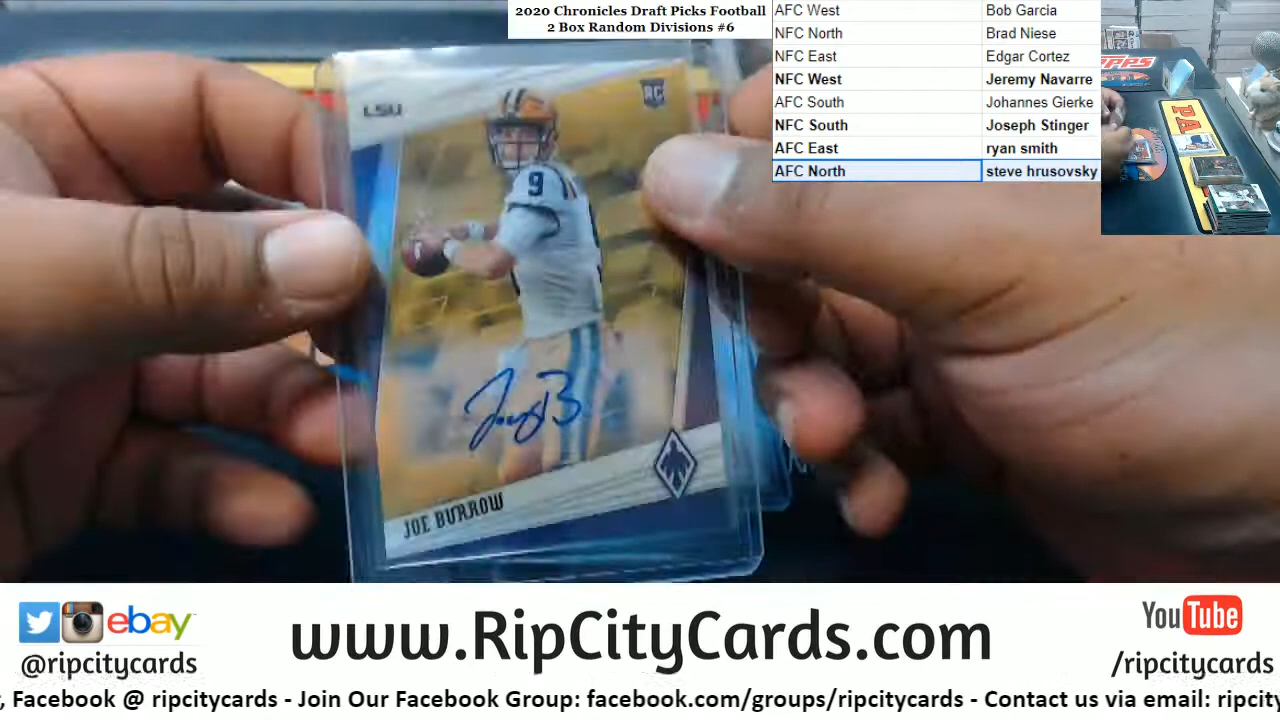 2020 Chronicles Draft Picks Football
2 Box Random Divisions #6
AFC West Bob Garcia
NFC North Brad Niese
NFC East Edgar Cortez
NFC West Jeremy Navarre
AFC South Johannes Gierke
NFC South Joseph Stinger
AFC East ryan smith
AFC North steve hrusovsky
LSU
RC
9
JOE BURROW
ebay
@ripcitycards
www.RipCityCards.com
YouTube
/ripcitycards
, Facebook @ ripcitycards - Join Our Facebook Group: facebook.com/groups/ripcitycards - Contact us via email: ripcity